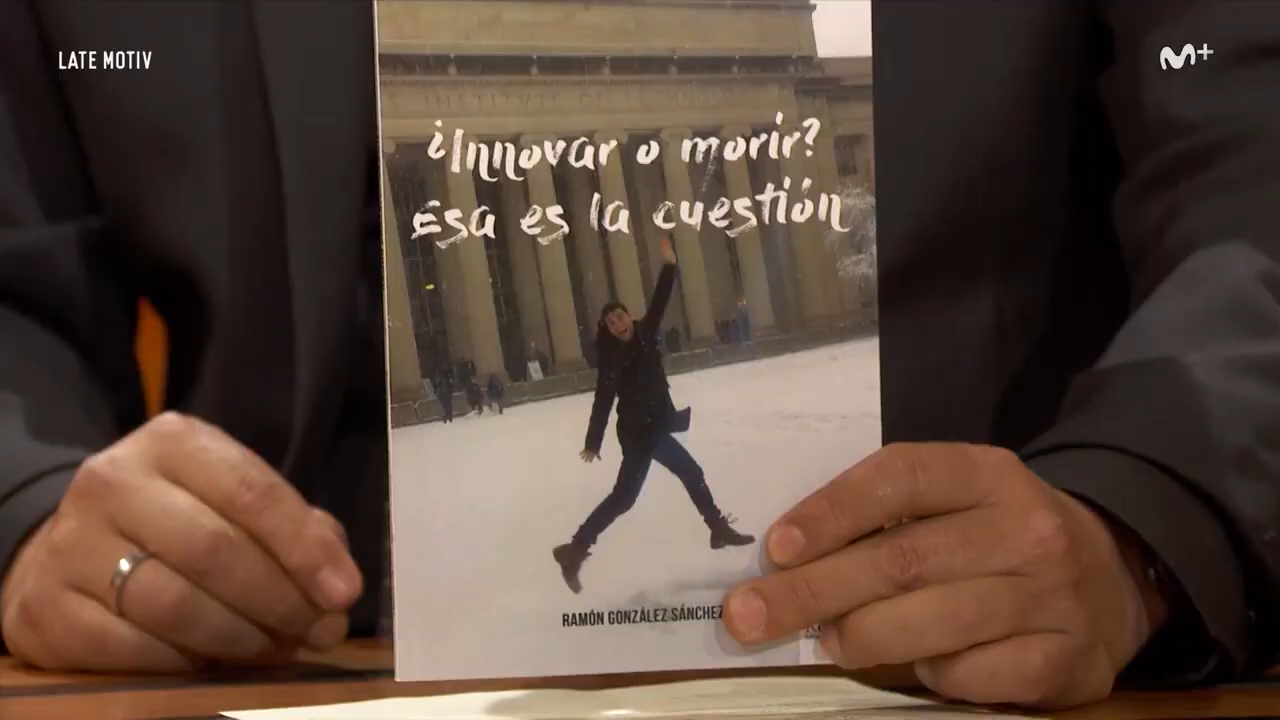 LATE MOTIV
M+
¿Innovar o morir?
Esa es la cuestión
RAMÓN GONZÁLEZ SÁNCHEZ